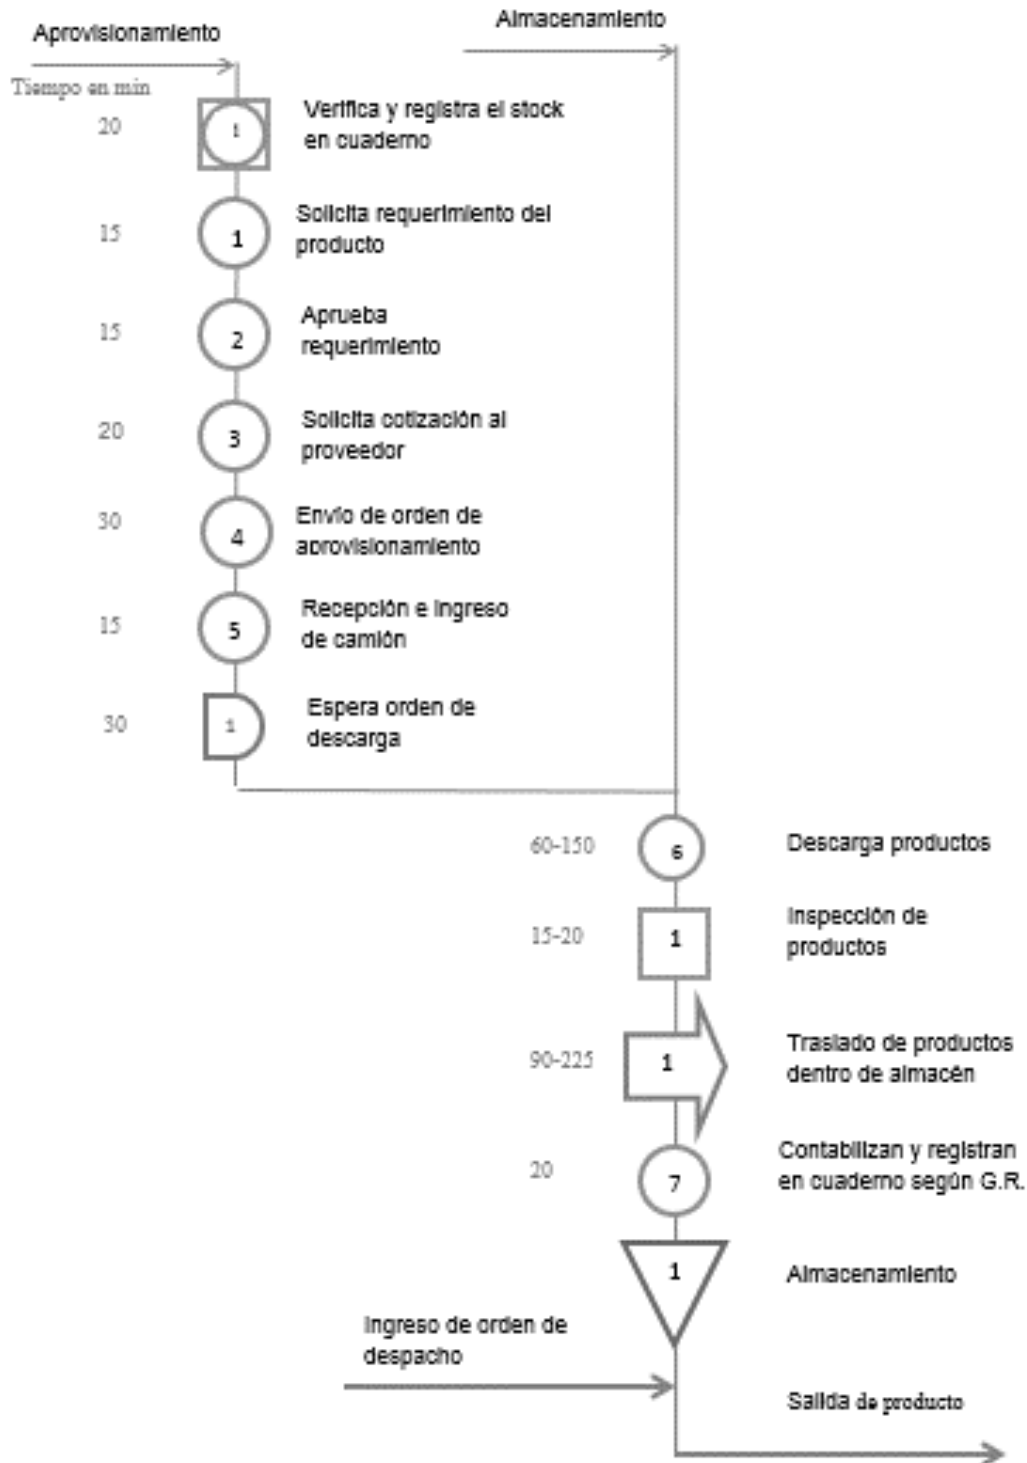 Aprovisionamiento
Almacenamiento
Tiempo en min
20
1
Verifica y registra el stock
en cuaderno
15
1
Solicita requerimiento del
producto
15
2
Aprueba
requerimiento
20
3
Solicita cotización al
proveedor
30
4
Envío de orden de
aprovisionamiento
15
5
Recepción e ingreso
de camión
30
1
Espera orden de
descarga
60-150
6
Descarga productos
15-20
1
Inspección de
productos
90-225
1
Traslado de productos
dentro de almacén
20
7
Contabilizan y registran
en cuaderno según G.R.
1
Almacenamiento
Ingreso de orden de
despacho
Salida de producto